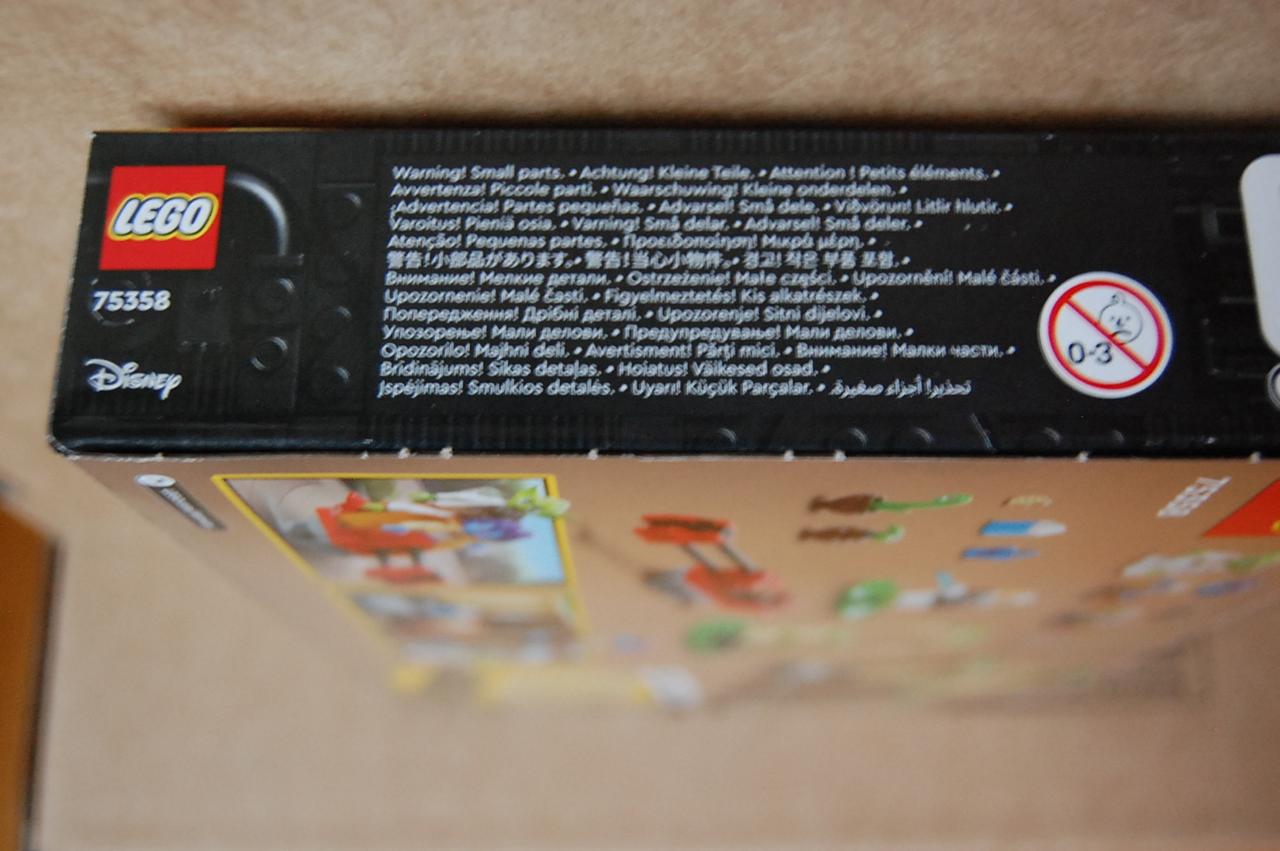 LEGO
75358
Disney
Warning! Small parts. • Achtung! Kleine Teile. • Attention ! Petits éléments. •
Avvertenza! Piccole parti. • Waarschuwing! Kleine onderdelen. •
¡Advertencia! Partes pequeñas. • Advarsel! Små dele. • Viðvörun! Litlir hlutir. •
Varoitus! Pieniä osia. • Varning! Små delar. • Advarsel! Små deler. •
Atenção! Pequenas partes. • Προειδοποίηση! Μικρά μέρη. •
警告!小部品があります。• 警告!当心小物件。• 경고! 작은 부품 포함. •
Внимание! Мелкие детали. • Ostrzeżenie! Małe części. • Upozornění! Malé části. •
Upozornenie! Malé časti. • Figyelmeztetés! Kis alkatrészek. •
Попередження! Дрібні деталі. • Upozorenje! Sitni dijelovi. •
Упозорење! Мали делови. • Предупредување! Мали делови. •
Opozorilo! Majhni deli. • Avertisment! Părți mici. • Внимание! Малки части. •
Brīdinājums! Sīkas detaļas. • Hoiatus! Väikesed osad. •
Įspėjimas! Smulkios detalės. • Uyarı! Küçük Parçalar. • تحذير! أجزاء صغيرة.
0-3
75358